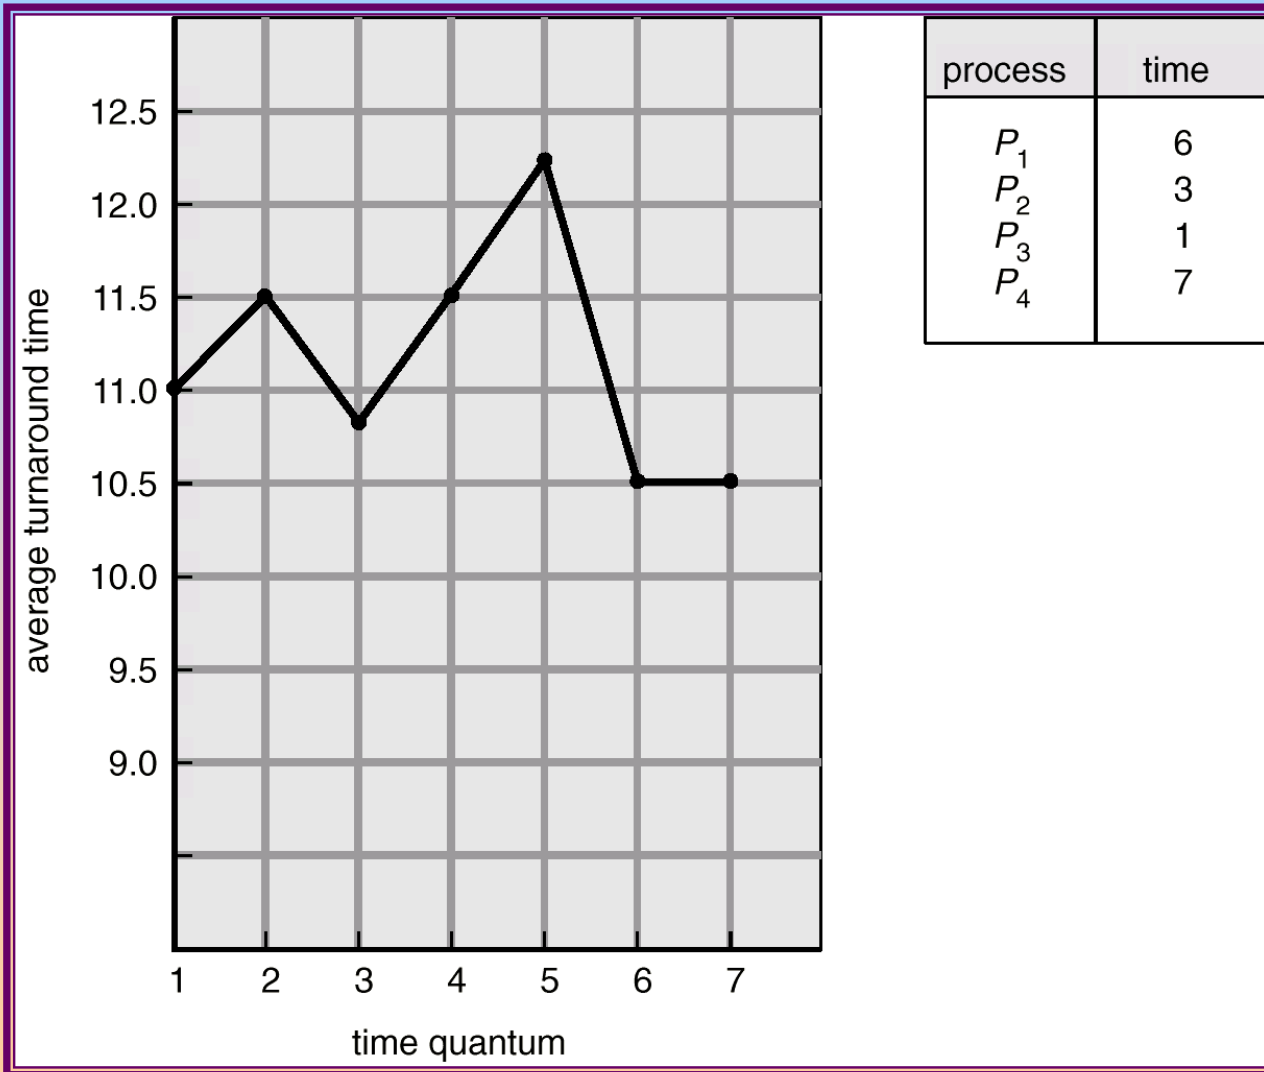 average turnaround time
12.5
12.0
11.5
11.0
10.5
10.0
9.5
9.0
1 2 3 4 5 6 7
time quantum
process time
P1 6
P2 3
P3 1
P4 7